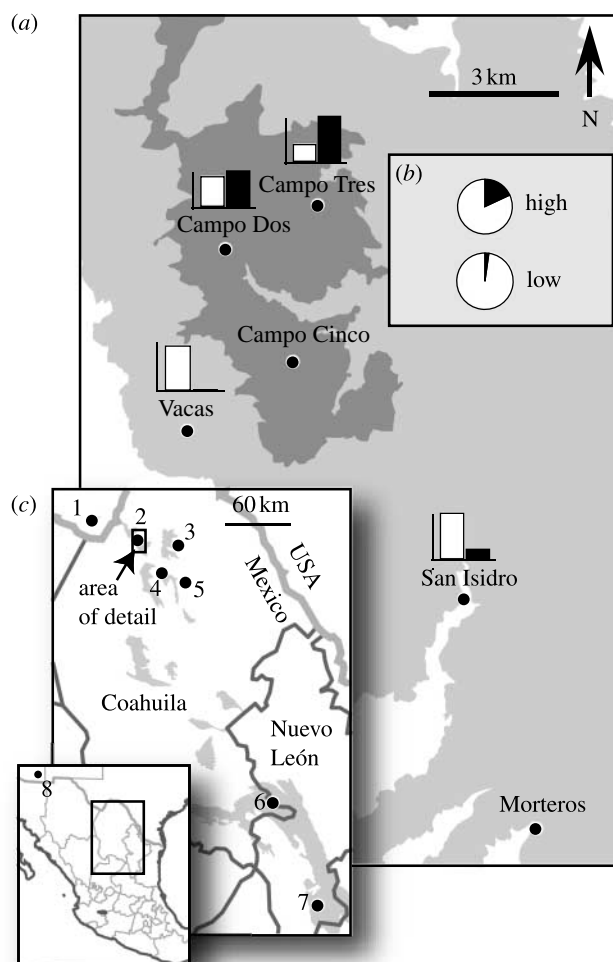 (a)
3 km
N
Campo Tres
Campo Dos
(b)
high
low
Campo Cinco
Vacas
San Isidro
Morteros
(c)
60 km
1
2
3
4
5
area
of detail
USA
Mexico
Coahuila
Nuevo
León
6
7
8